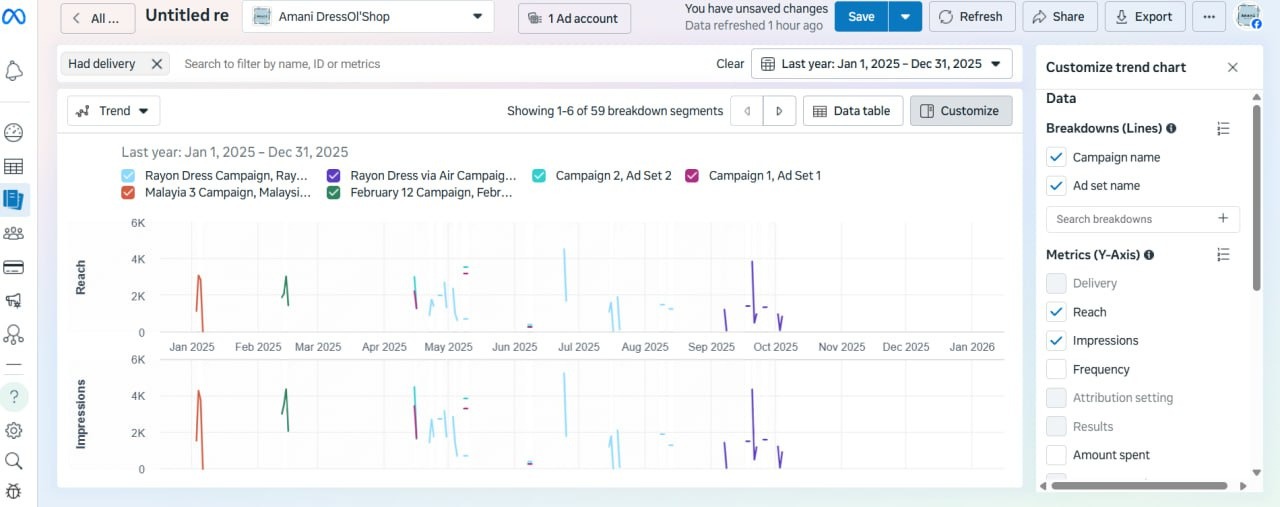 All ...
Untitled re
Amani DressOl'Shop
1 Ad account
You have unsaved changes
Data refreshed 1 hour ago
Save
Refresh
Share
Export
Had delivery
Search to filter by name, ID or metrics
Clear
Last year: Jan 1, 2025 – Dec 31, 2025
Trend
Showing 1-6 of 59 breakdown segments
Data table
Customize
Last year: Jan 1, 2025 – Dec 31, 2025
Rayon Dress Campaign, Ray...
Rayon Dress via Air Campaig...
Campaign 2, Ad Set 2
Campaign 1, Ad Set 1
Malayia 3 Campaign, Malaysi...
February 12 Campaign, Febr...
Reach
6K
4K
2K
0
Jan 2025 Feb 2025 Mar 2025 Apr 2025 May 2025 Jun 2025 Jul 2025 Aug 2025 Sep 2025 Oct 2025 Nov 2025 Dec 2025 Jan 2026
Impressions
6K
4K
2K
0
Customize trend chart
Data
Breakdowns (Lines)
Campaign name
Ad set name
Search breakdowns
Metrics (Y-Axis)
Delivery
Reach
Impressions
Frequency
Attribution setting
Results
Amount spent